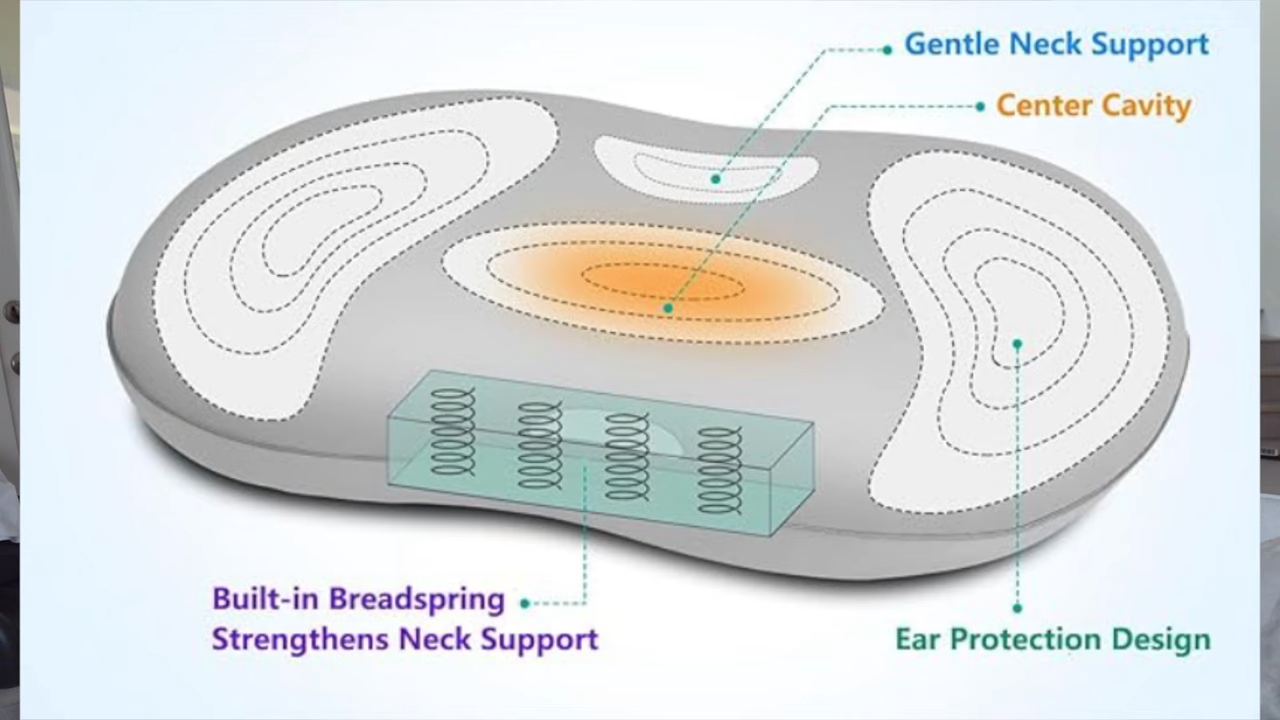 Gentle Neck Support
Center Cavity
Built-in Breadspring
Strengthens Neck Support
Ear Protection Design